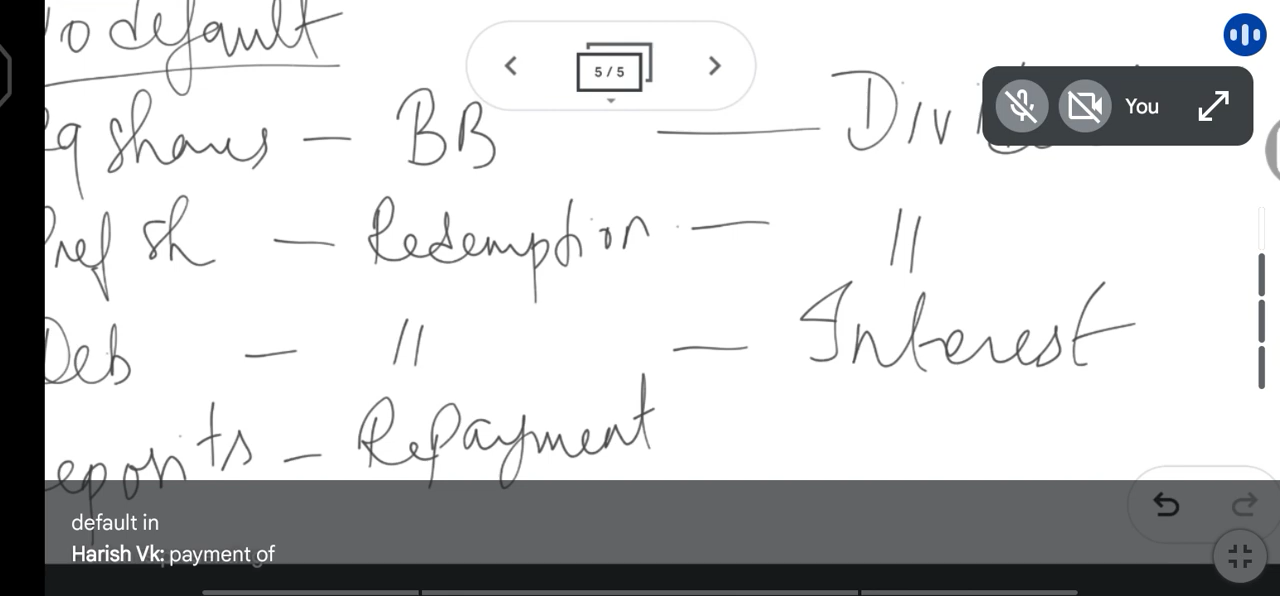 o default
5 / 5
You
q shares - BB - Div
ref sh - Redemption - 〃
Deb - 〃 - Interest
eposits - Repayment
default in
Harish Vk: payment of